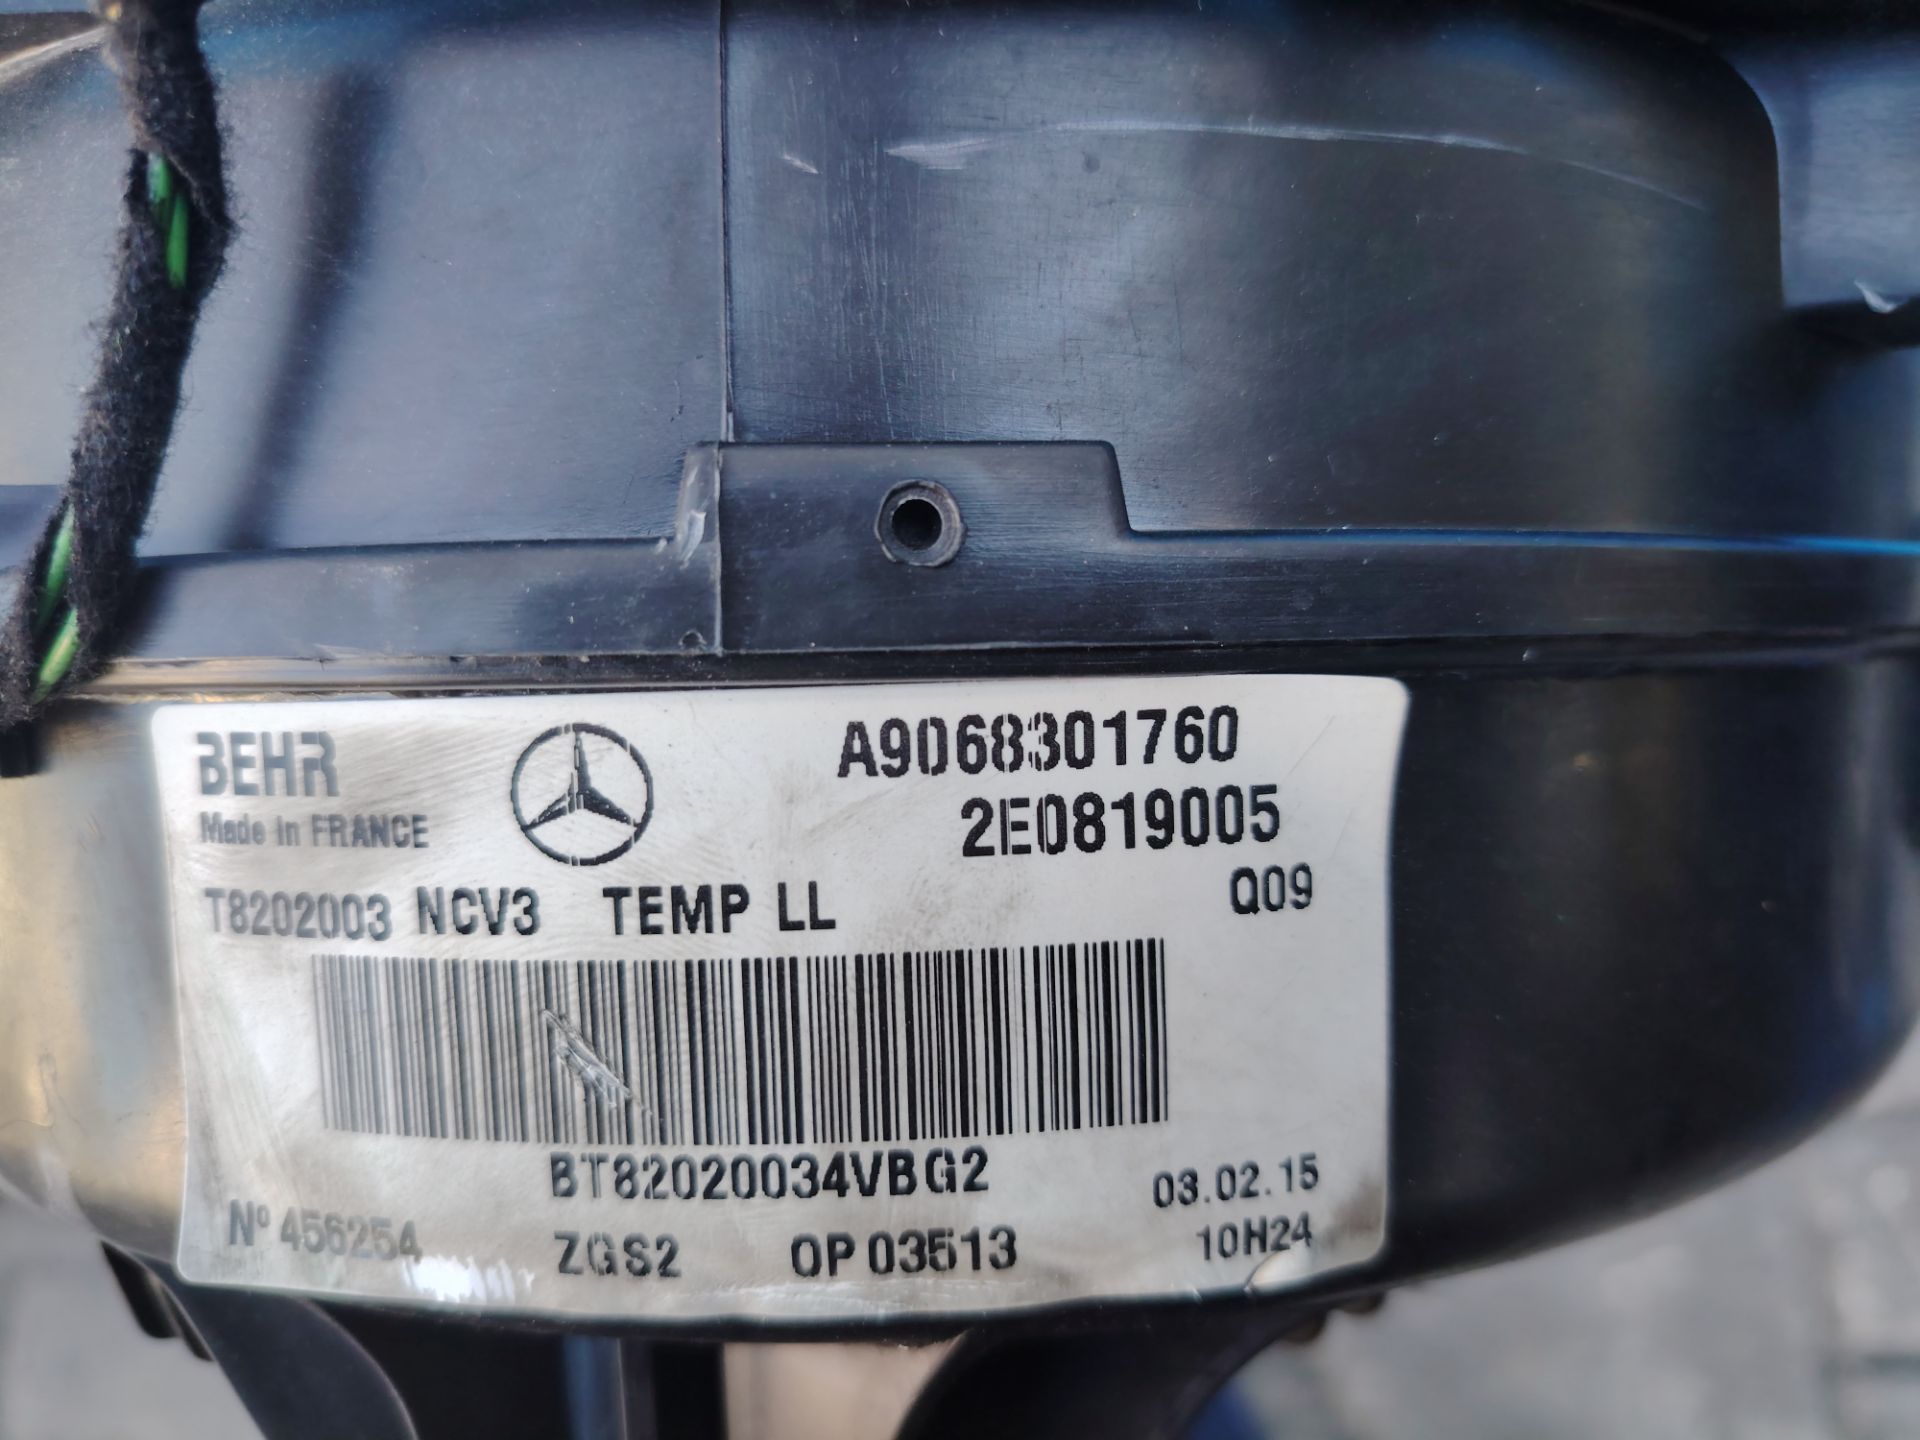 BEHR
Made in FRANCE
A9068301760
2E0819005
T8202003 NCV3 TEMP LL
Q09
BT82020034VBG2
03.02.15
Nº 456254 ZGS2 OP 03513
10H24